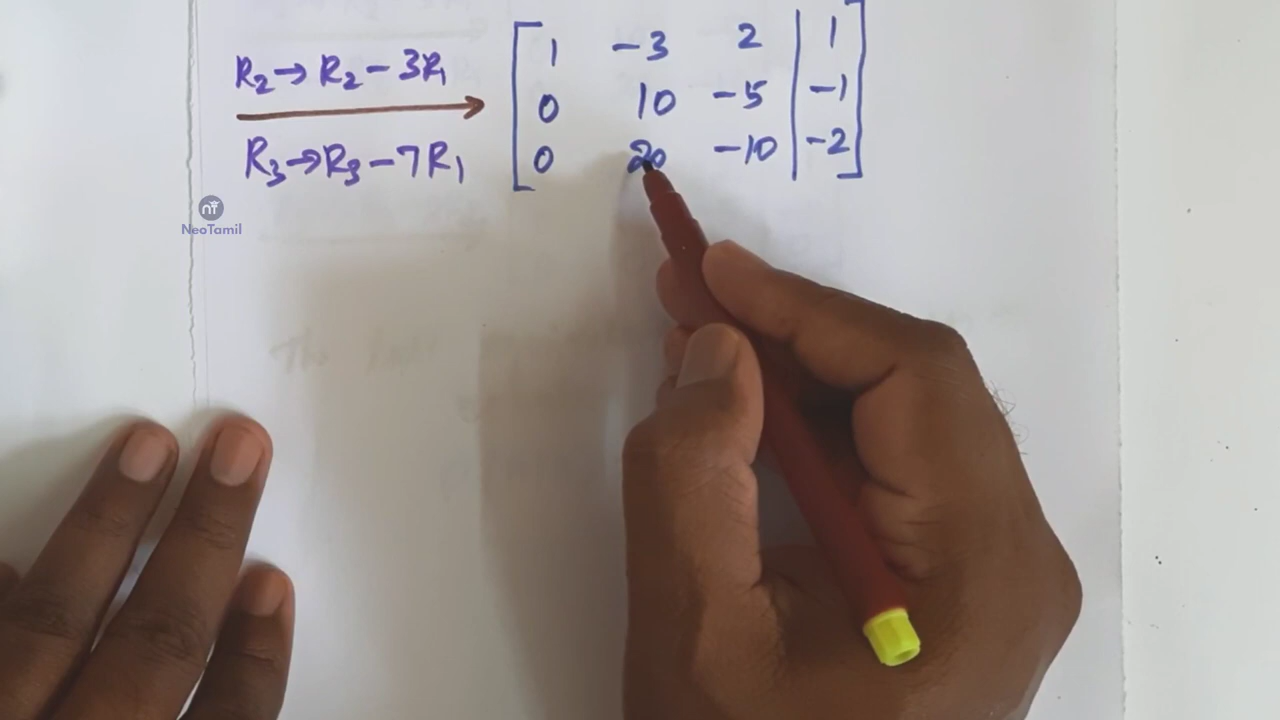 R₂→R₂-3R₁
R₃→R₃-7R₁
1 -3 2 | 1
0 10 -5 | -1
0 20 -10 | -2
NeoTamil